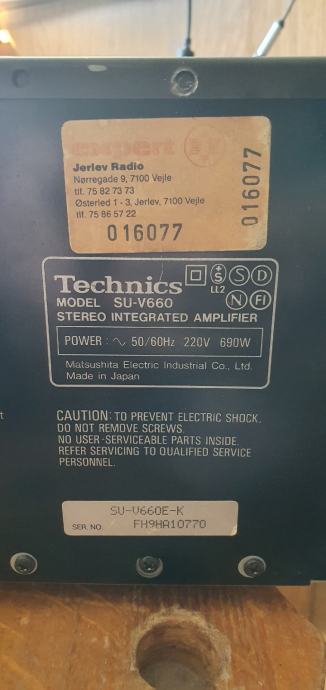 expert
Jerlev Radio
Nørregade 9, 7100 Vejle
tlf. 75 82 73 73
Østerled 1 - 3, Jerlev, 7100 Vejle
tlf. 75 86 57 22
016077
016077
Technics
S
LL2
S D
N FI
MODEL SU-V660
STEREO INTEGRATED AMPLIFIER
POWER: ∿ 50/60Hz 220V 690W
Matsushita Electric Industrial Co., Ltd.
Made in Japan
CAUTION: TO PREVENT ELECTRIC SHOCK,
DO NOT REMOVE SCREWS.
NO USER-SERVICEABLE PARTS INSIDE.
REFER SERVICING TO QUALIFIED SERVICE
PERSONNEL.
SU-V660E-K
SER. NO. FH9HA10770